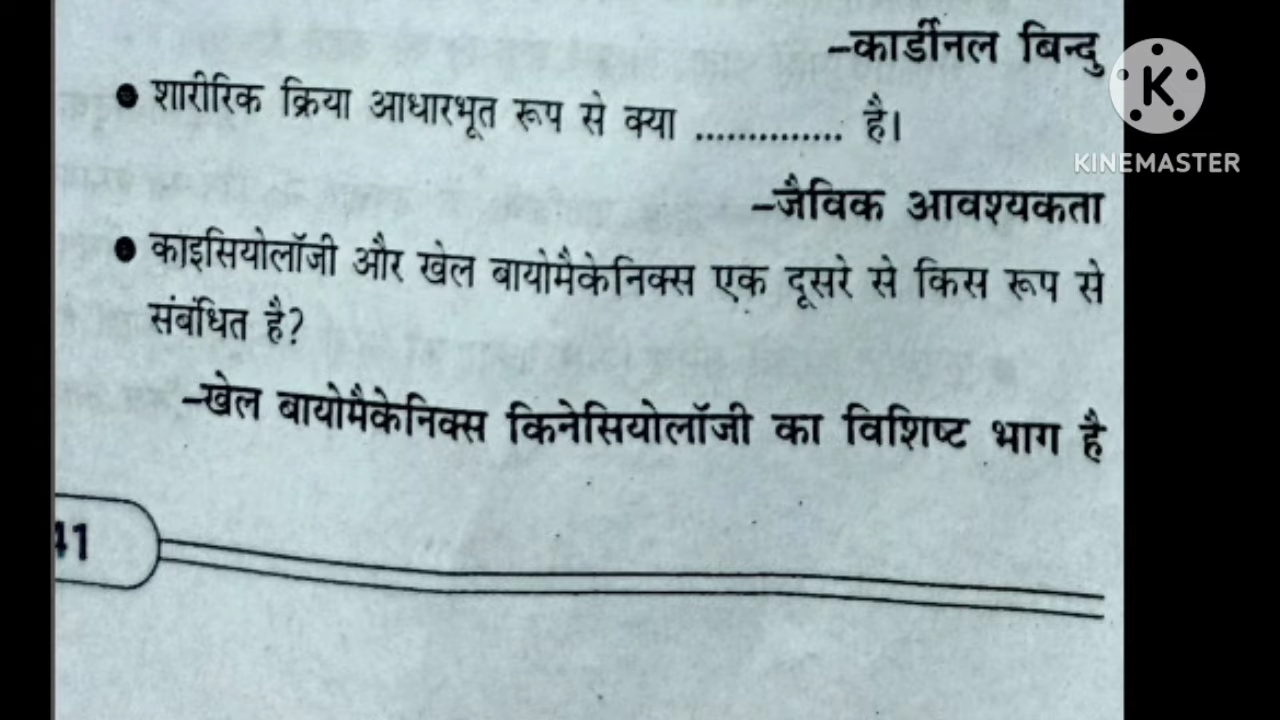 –कार्डीनल बिन्दु
● शारीरिक क्रिया आधारभूत रूप से क्या .............. है।
–जैविक आवश्यकता
● काइसियोलॉजी और खेल बायोमैकेनिक्स एक दूसरे से किस रूप से
संबंधित है?
–खेल बायोमैकेनिक्स किनेसियोलॉजी का विशिष्ट भाग है
41
K
KINEMASTER